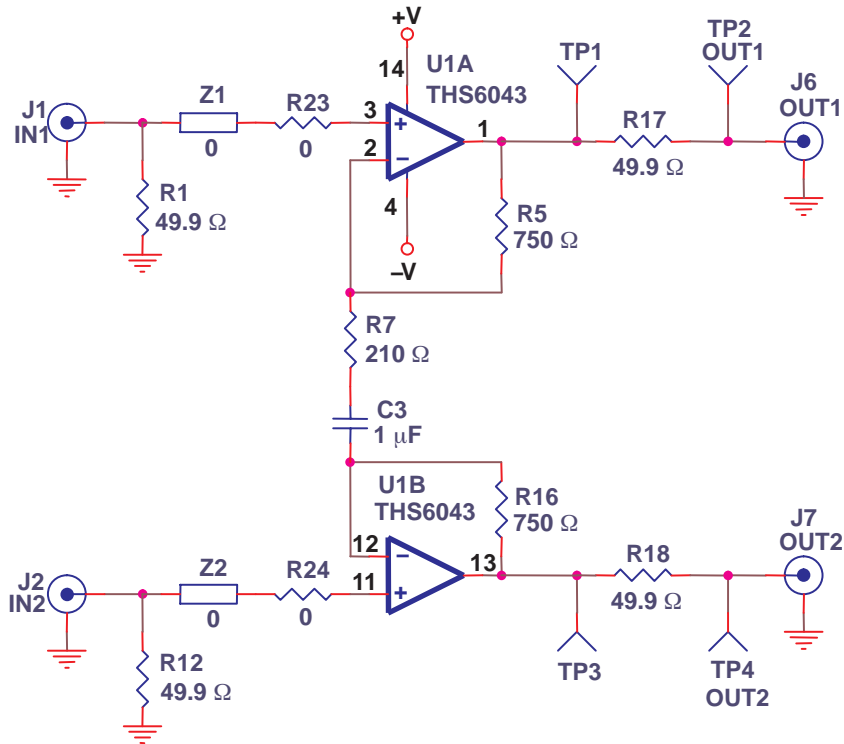 +V
14
U1A
THS6043
TP1
TP2
OUT1
J6
OUT1
J1
IN1
Z1
0
R23
0
3
+
2
−
1
4
–V
R17
49.9 Ω
R1
49.9 Ω
R5
750 Ω
R7
210 Ω
C3
1 µF
U1B
THS6043
R16
750 Ω
J7
OUT2
12
−
11
+
13
R18
49.9 Ω
J2
IN2
Z2
0
R24
0
R12
49.9 Ω
TP3
TP4
OUT2